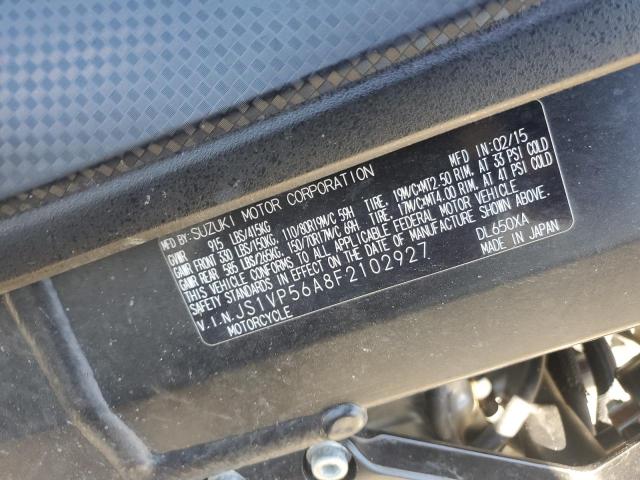 MFD BY: SUZUKI MOTOR CORPORATION MFD IN: 02/15
GVWR 915 LBS/415KG
GAWR FRONT 330 LBS/150KG, 110/80R19M/C 59H TIRE, 19M/CxMT2.50 RIM, AT 33 PSI COLD
GAWR REAR 585 LBS/265KG, 150/70R17M/C 69H TIRE, 17M/CxMT4.00 RIM, AT 41 PSI COLD
THIS VEHICLE CONFORMS TO ALL APPLICABLE FEDERAL MOTOR VEHICLE
SAFETY STANDARDS IN EFFECT ON THE DATE OF MANUFACTURE SHOWN ABOVE.
V.I.N. JS1VP56A8F2102927 DL650XA
MOTORCYCLE MADE IN JAPAN